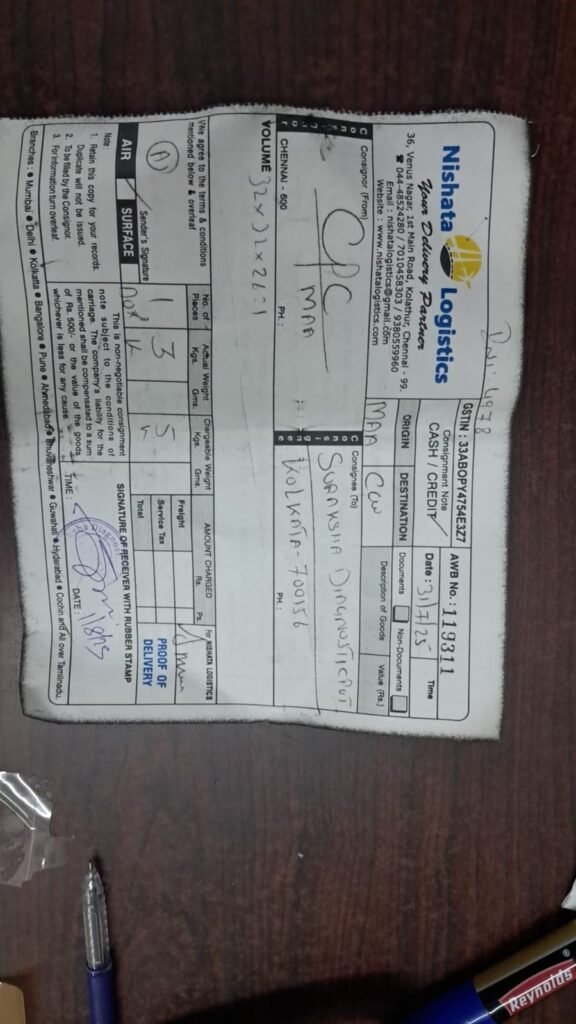 Nishata Logistics
Your Delivery Partner
36, Venus Nagar, 1st Main Road, Kolathur, Chennai - 99.
☎ 044-48524280 / 7010458303 / 9380559960
Email : nishatalogistics@gmail.com
Website : www.nishatalogistics.com
GSTIN : 33ABOPY4754E3Z7
Consignment Note
CASH / CREDIT
AWB No. : 119311
Date : 31/7/25
Time
ORIGIN
DESTINATION
MAA
CCU
Documents
Non-Documents
Description of Goods
Value (Rs.)
Consignor (From)
CPC
MAA
CHENNAI - 600
PH :
Consignee (To)
SURAKSHA DIAGNOSTIC PVT
KOLKATA - 700156
PH :
VOLUME 32x32x26:1
I/We agree to the terms & conditions
mentioned below & overleaf
Sender's Signature
AIR
SURFACE
No. of Pieces
1
Box
Actual Weight
Kgs. Gms.
3
K
Chargeable Weight
Kgs. Gms.
5
K
AMOUNT CHARGED
Rs. Ps.
Freight
Service Tax
Total
for NISHATA LOGISTICS
PROOF OF
DELIVERY
Note:
1. Retain this copy for your records.
Duplicate will not be issued.
2. To be filled by the Consignor.
3. For information turn overleaf.
This is non-negotiable consignment
note subject to the conditions of
carriage. The company's liability for the
mentioned shall be compensated to a sum
of Rs. 500/- or the value of the goods
whichever is less for any cause.
SIGNATURE OF RECEIVER WITH RUBBER STAMP
TIME :
DATE :
Branches : ● Mumbai ● Delhi ● Kolkatta ● Bangalore ● Pune ● Ahmedabad ● Bhuvaneshwar ● Guwahati ● Hyderabad ● Cochin and All over Tamilnadu.
Reynolds